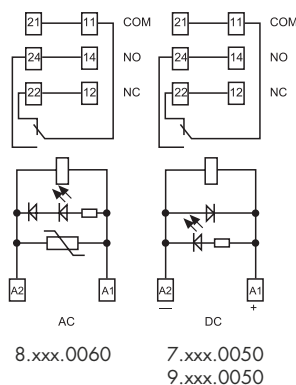 21 11 COM 21 11 COM
24 14 NO 24 14 NO
22 12 NC 22 12 NC
A2 A1 A2 A1
— +
AC DC
8.xxx.0060 7.xxx.0050
9.xxx.0050